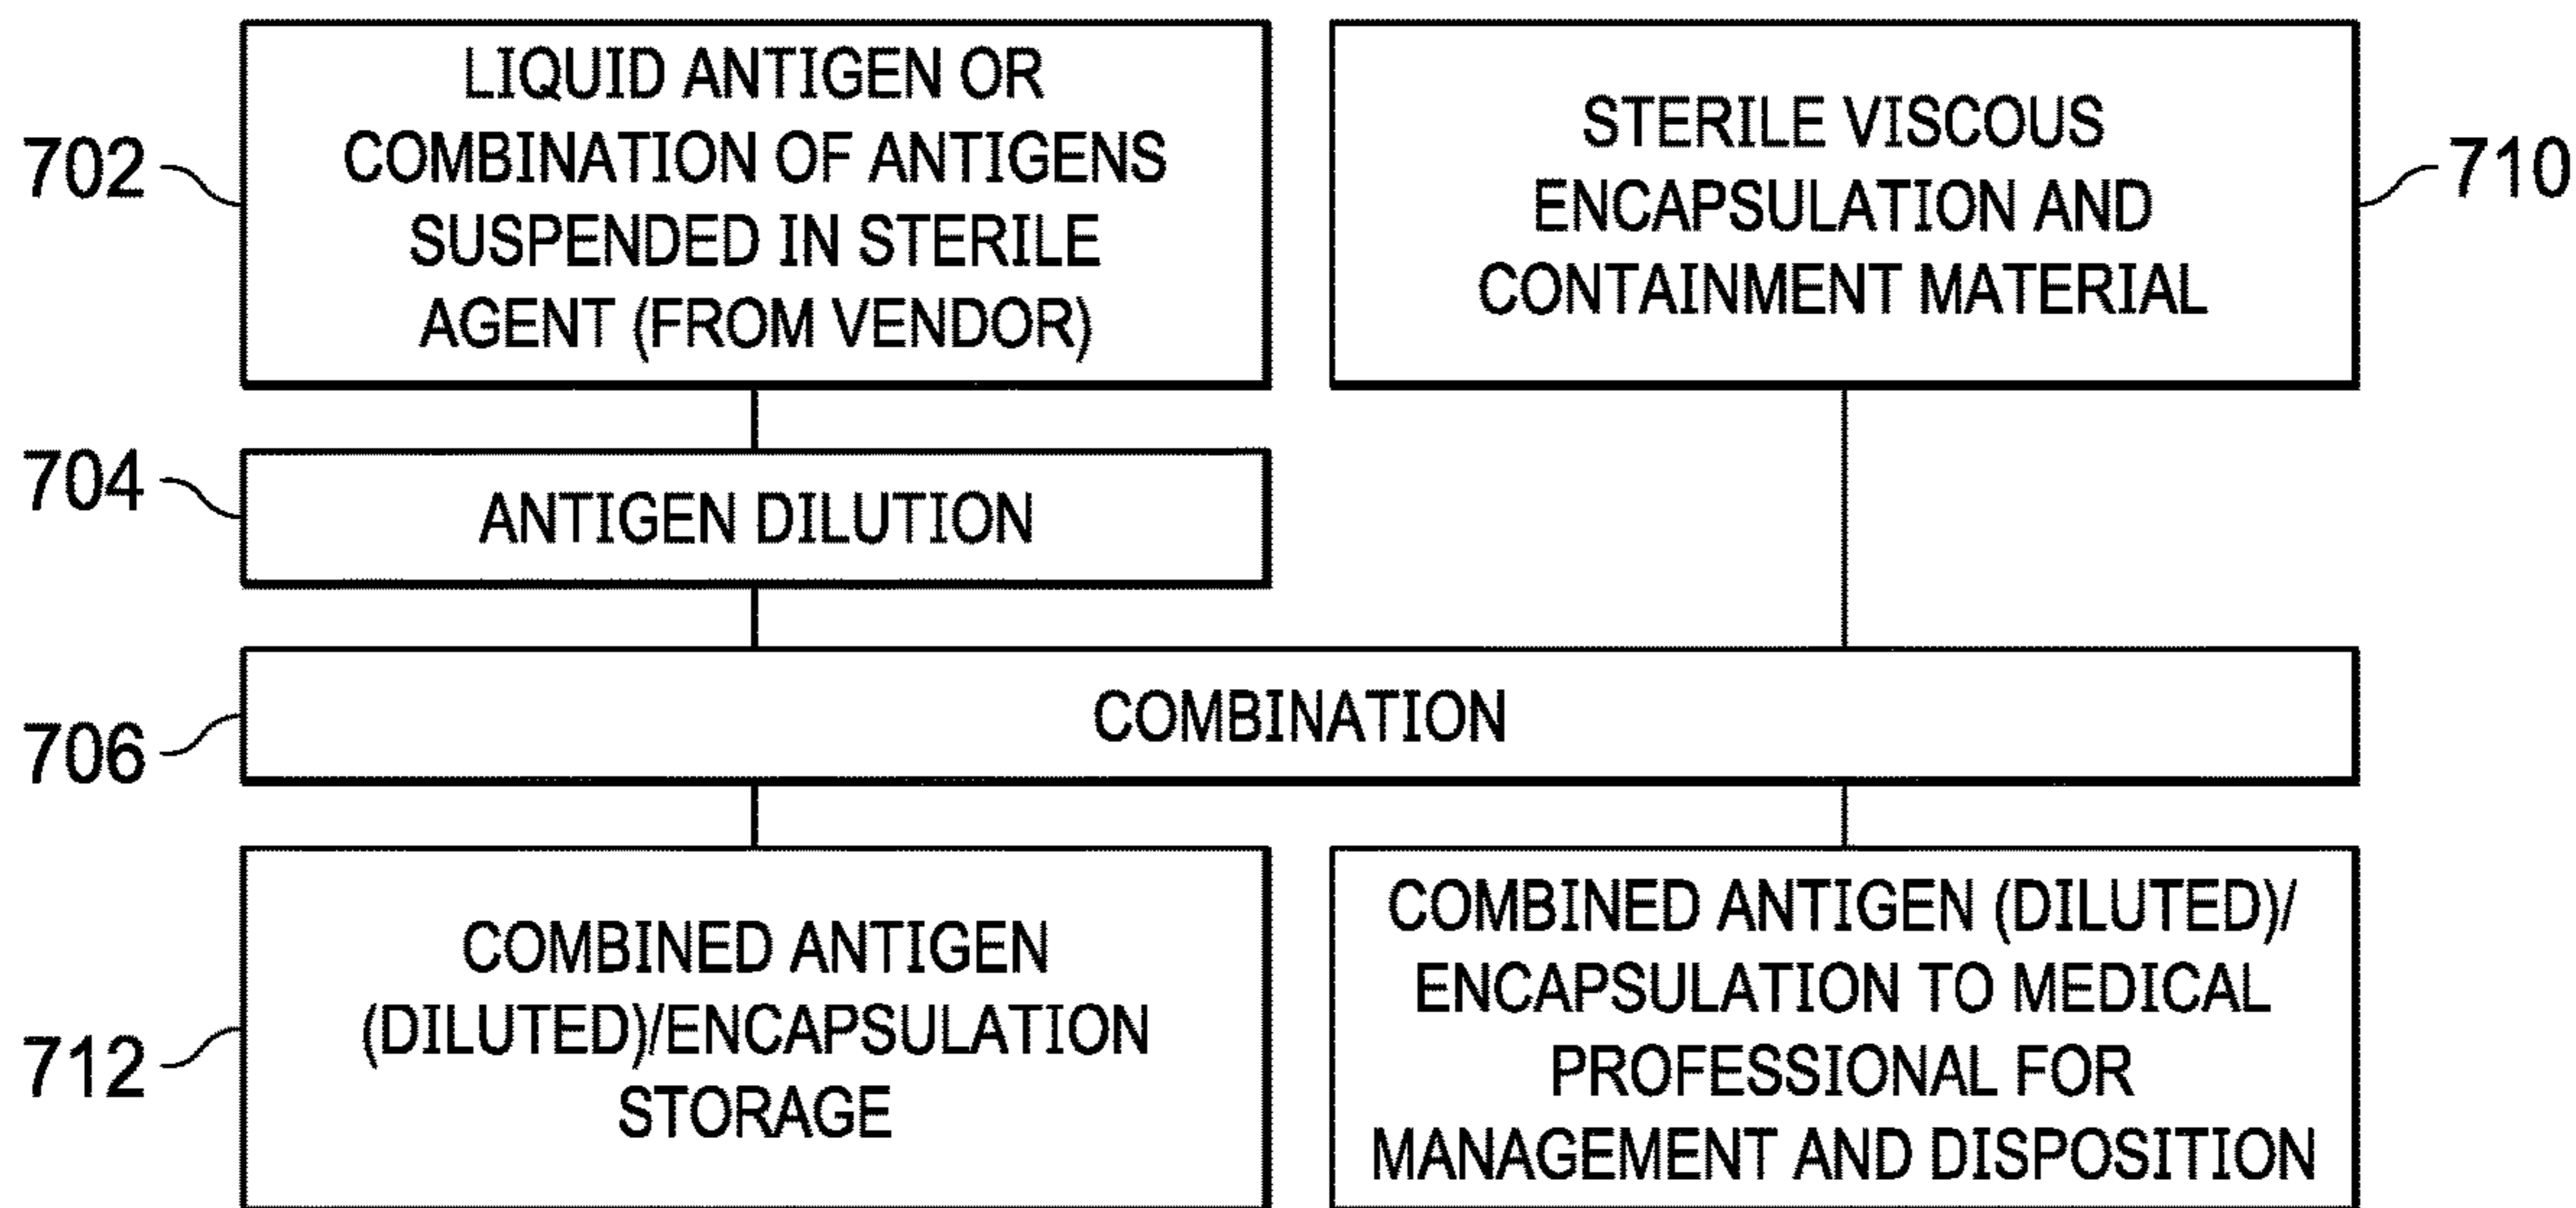 702
LIQUID ANTIGEN OR
COMBINATION OF ANTIGENS
SUSPENDED IN STERILE
AGENT (FROM VENDOR)
STERILE VISCOUS
ENCAPSULATION AND
CONTAINMENT MATERIAL
710
704
ANTIGEN DILUTION
706
COMBINATION
712
COMBINED ANTIGEN
(DILUTED)/ENCAPSULATION
STORAGE
COMBINED ANTIGEN (DILUTED)/
ENCAPSULATION TO MEDICAL
PROFESSIONAL FOR
MANAGEMENT AND DISPOSITION